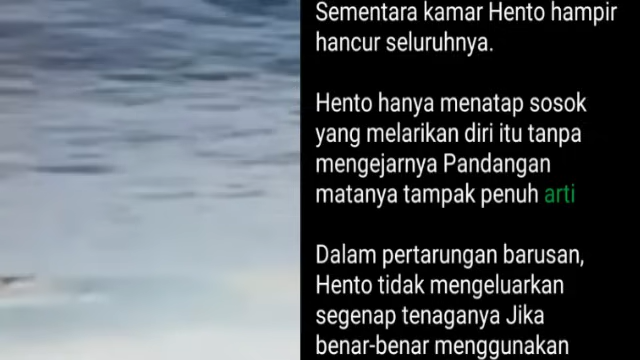 Sementara kamar Hento hampir
hancur seluruhnya.
Hento hanya menatap sosok
yang melarikan diri itu tanpa
mengejarnya Pandangan
matanya tampak penuh arti
Dalam pertarungan barusan,
Hento tidak mengeluarkan
segenap tenaganya Jika
benar-benar menggunakan